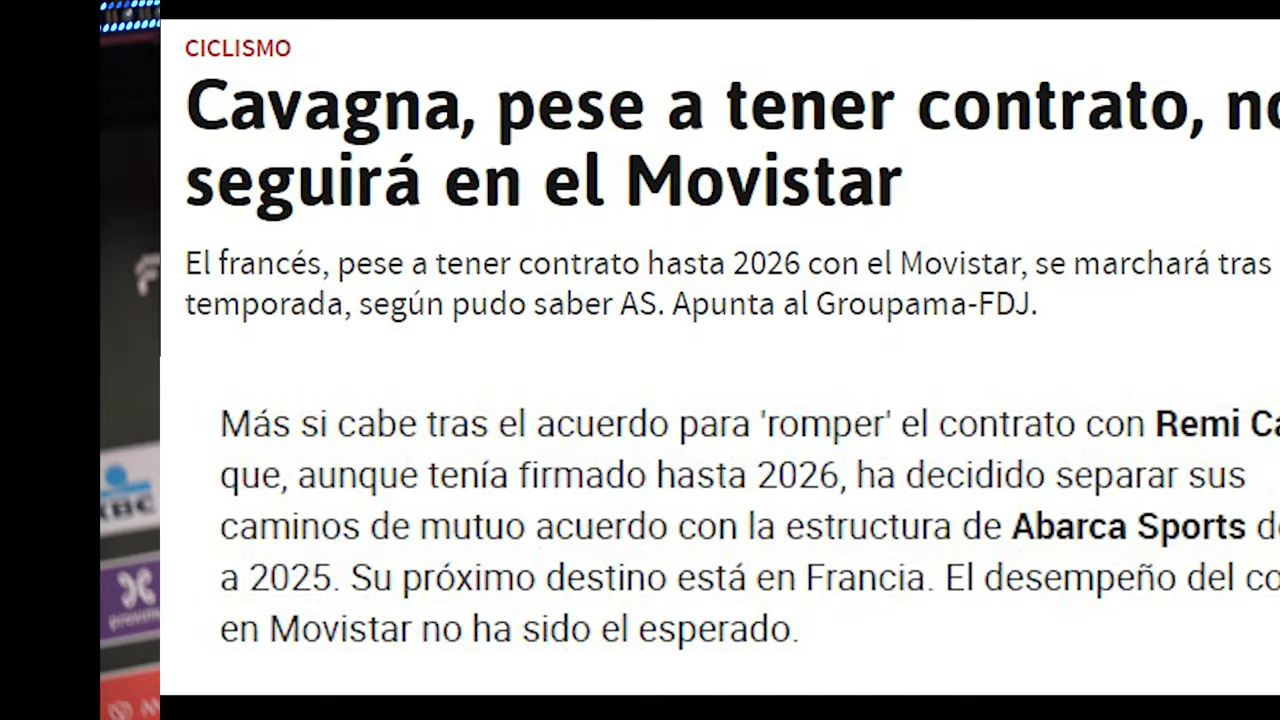 CICLISMO
Cavagna, pese a tener contrato, no
seguirá en el Movistar
El francés, pese a tener contrato hasta 2026 con el Movistar, se marchará tras
temporada, según pudo saber AS. Apunta al Groupama-FDJ.
Más si cabe tras el acuerdo para 'romper' el contrato con Remi
que, aunque tenía firmado hasta 2026, ha decidido separar sus
caminos de mutuo acuerdo con la estructura de Abarca Sports
a 2025. Su próximo destino está en Francia. El desempeño del
en Movistar no ha sido el esperado.
KBC